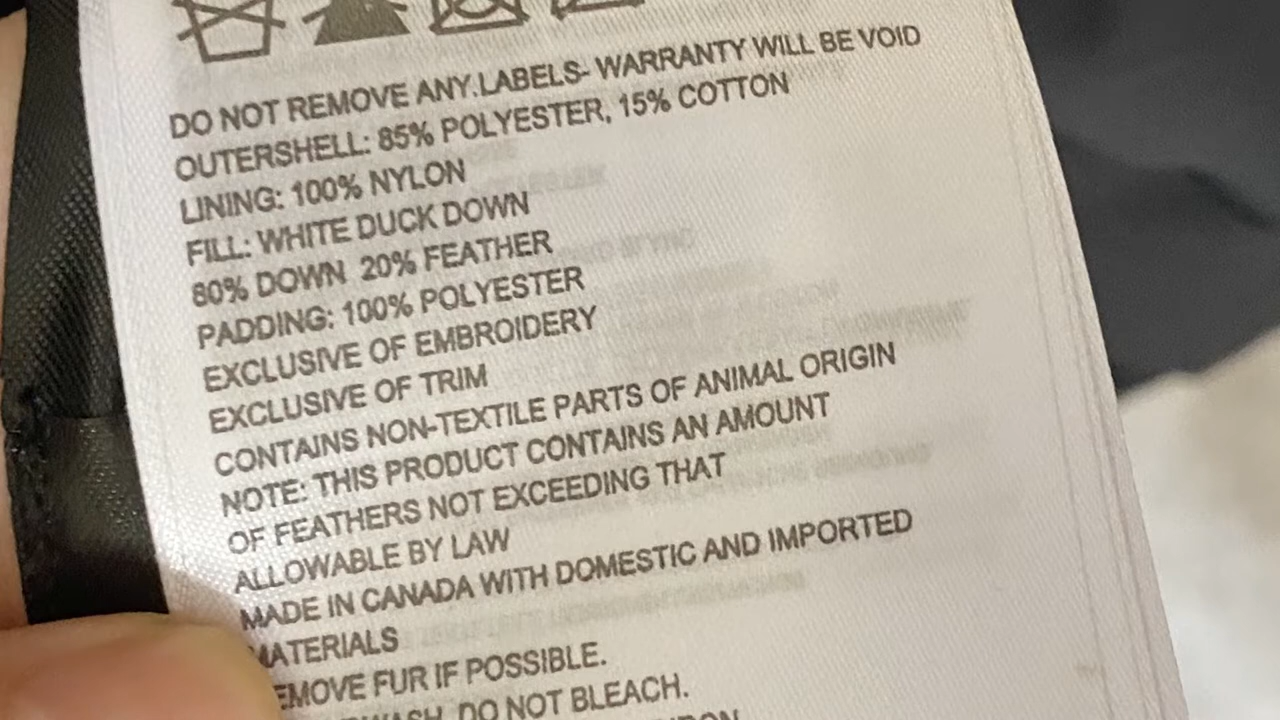 DO NOT REMOVE ANY.LABELS- WARRANTY WILL BE VOID
OUTERSHELL: 85% POLYESTER, 15% COTTON
LINING: 100% NYLON
FILL: WHITE DUCK DOWN
80% DOWN 20% FEATHER
PADDING: 100% POLYESTER
EXCLUSIVE OF EMBROIDERY
EXCLUSIVE OF TRIM
CONTAINS NON-TEXTILE PARTS OF ANIMAL ORIGIN
NOTE: THIS PRODUCT CONTAINS AN AMOUNT
OF FEATHERS NOT EXCEEDING THAT
ALLOWABLE BY LAW
MADE IN CANADA WITH DOMESTIC AND IMPORTED
MATERIALS
EMOVE FUR IF POSSIBLE.
WASH. DO NOT BLEACH.